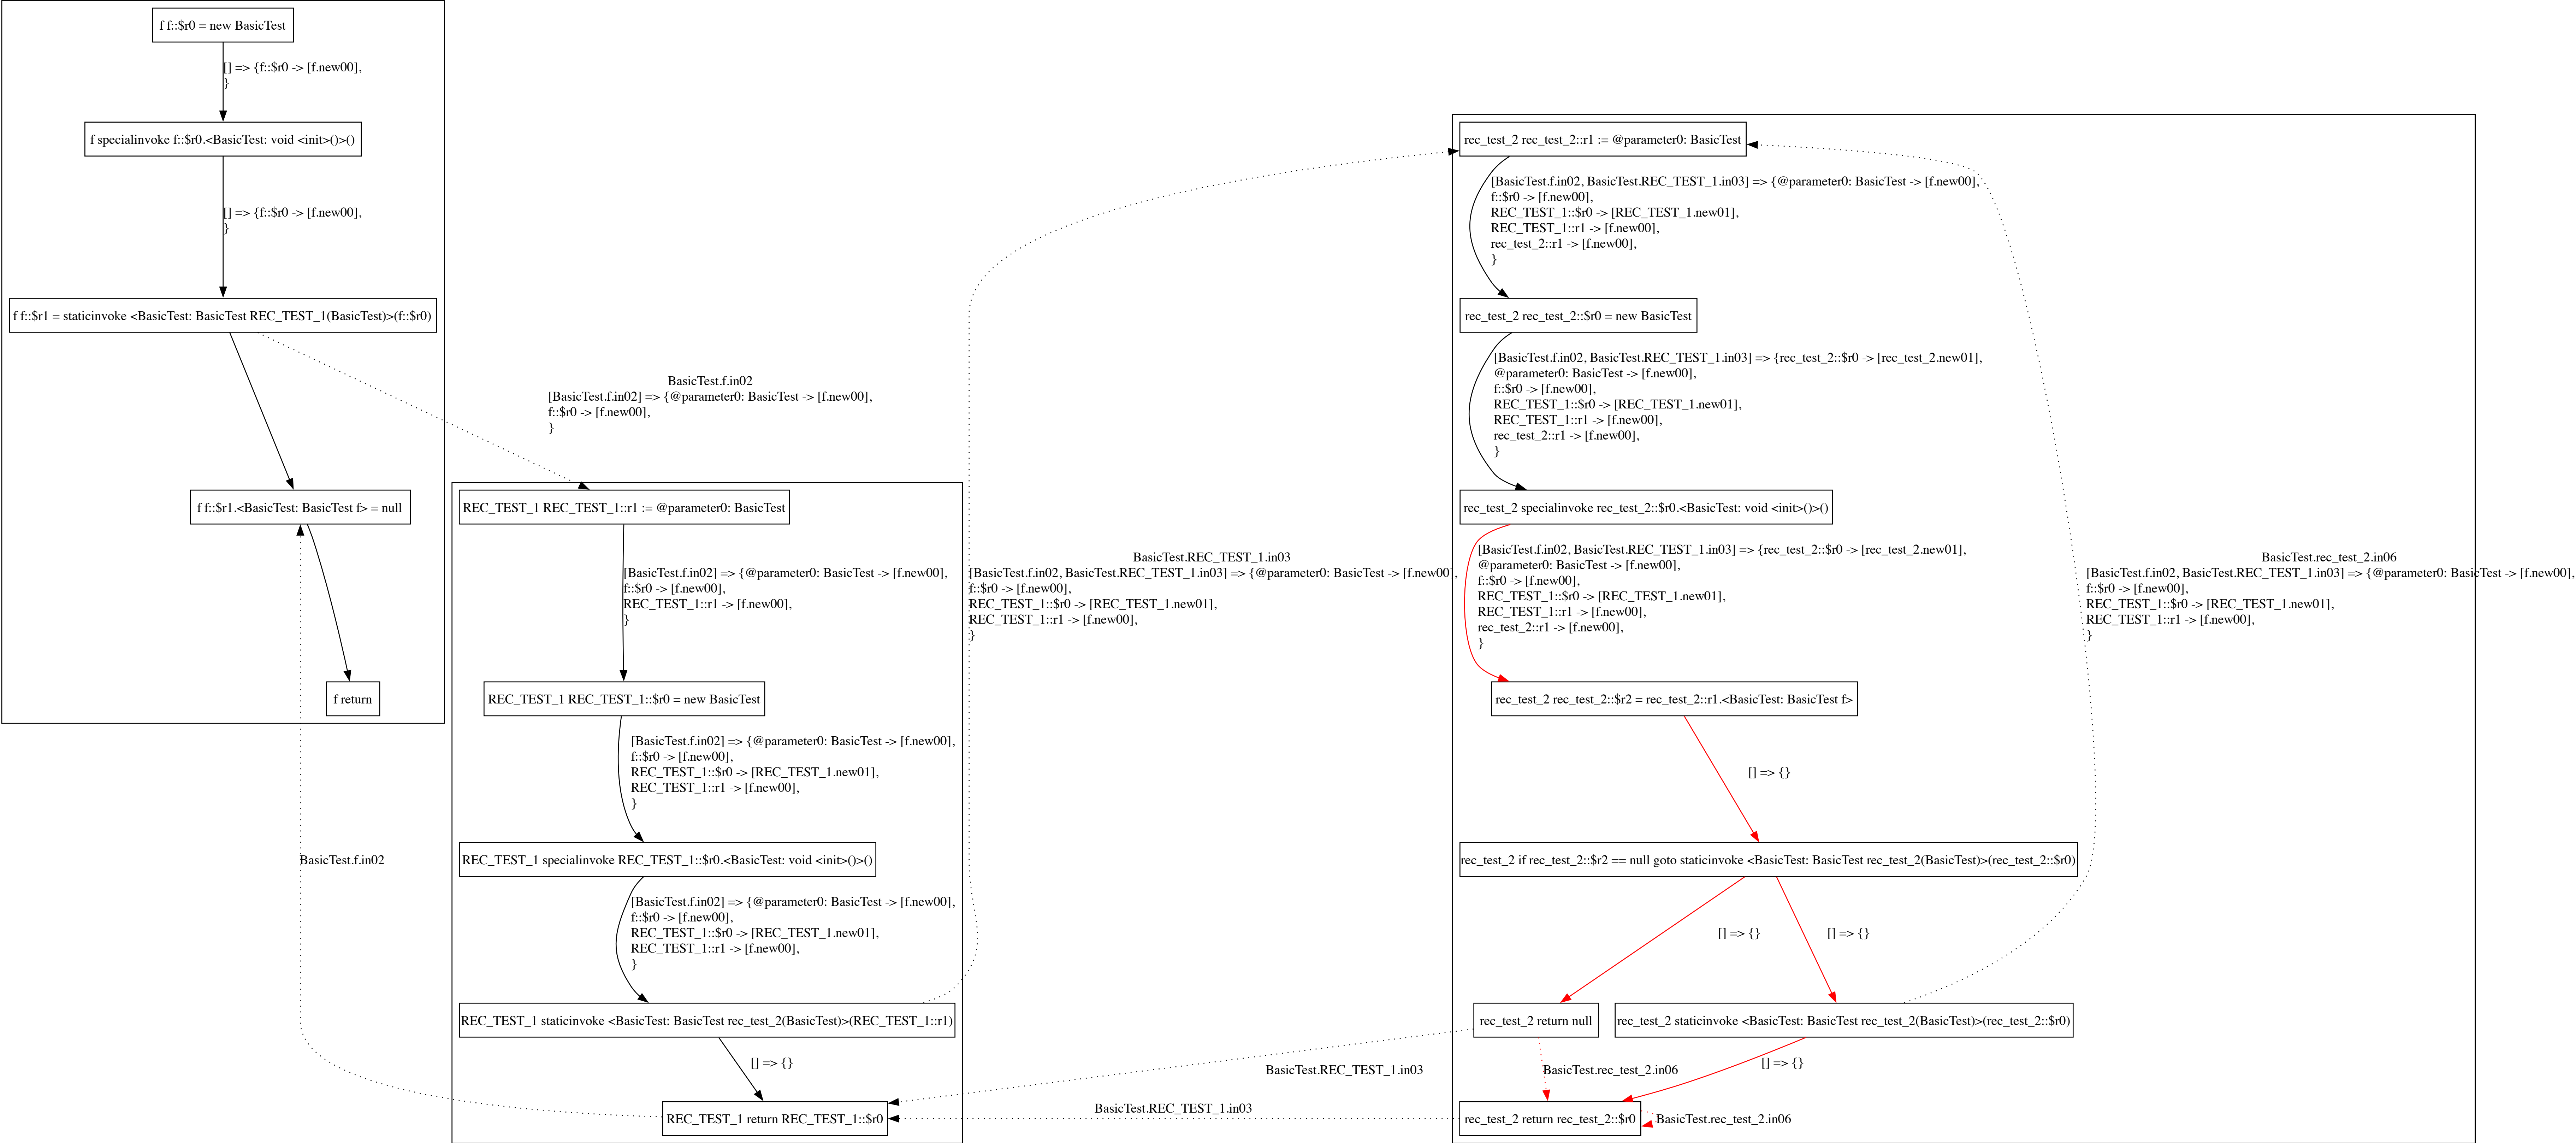 f f::$r0 = new BasicTest
[] => {f::$r0 -> [f.new00],
}
f specialinvoke f::$r0.<BasicTest: void <init>()>()
[] => {f::$r0 -> [f.new00],
}
f f::$r1 = staticinvoke <BasicTest: BasicTest REC_TEST_1(BasicTest)>(f::$r0)
BasicTest.f.in02
[BasicTest.f.in02] => {@parameter0: BasicTest -> [f.new00],
f::$r0 -> [f.new00],
}
f f::$r1.<BasicTest: BasicTest f> = null
f return
BasicTest.f.in02
REC_TEST_1 REC_TEST_1::r1 := @parameter0: BasicTest
[BasicTest.f.in02] => {@parameter0: BasicTest -> [f.new00],
f::$r0 -> [f.new00],
REC_TEST_1::r1 -> [f.new00],
}
REC_TEST_1 REC_TEST_1::$r0 = new BasicTest
[BasicTest.f.in02] => {@parameter0: BasicTest -> [f.new00],
f::$r0 -> [f.new00],
REC_TEST_1::$r0 -> [REC_TEST_1.new01],
REC_TEST_1::r1 -> [f.new00],
}
REC_TEST_1 specialinvoke REC_TEST_1::$r0.<BasicTest: void <init>()>()
[BasicTest.f.in02] => {@parameter0: BasicTest -> [f.new00],
f::$r0 -> [f.new00],
REC_TEST_1::$r0 -> [REC_TEST_1.new01],
REC_TEST_1::r1 -> [f.new00],
}
REC_TEST_1 staticinvoke <BasicTest: BasicTest rec_test_2(BasicTest)>(REC_TEST_1::r1)
[] => {}
REC_TEST_1 return REC_TEST_1::$r0
BasicTest.REC_TEST_1.in03
[BasicTest.f.in02, BasicTest.REC_TEST_1.in03] => {@parameter0: BasicTest -> [f.new00],
f::$r0 -> [f.new00],
REC_TEST_1::$r0 -> [REC_TEST_1.new01],
REC_TEST_1::r1 -> [f.new00],
}
rec_test_2 rec_test_2::r1 := @parameter0: BasicTest
[BasicTest.f.in02, BasicTest.REC_TEST_1.in03] => {@parameter0: BasicTest -> [f.new00],
f::$r0 -> [f.new00],
REC_TEST_1::$r0 -> [REC_TEST_1.new01],
REC_TEST_1::r1 -> [f.new00],
rec_test_2::r1 -> [f.new00],
}
rec_test_2 rec_test_2::$r0 = new BasicTest
[BasicTest.f.in02, BasicTest.REC_TEST_1.in03] => {rec_test_2::$r0 -> [rec_test_2.new01],
@parameter0: BasicTest -> [f.new00],
f::$r0 -> [f.new00],
REC_TEST_1::$r0 -> [REC_TEST_1.new01],
REC_TEST_1::r1 -> [f.new00],
rec_test_2::r1 -> [f.new00],
}
rec_test_2 specialinvoke rec_test_2::$r0.<BasicTest: void <init>()>()
[BasicTest.f.in02, BasicTest.REC_TEST_1.in03] => {rec_test_2::$r0 -> [rec_test_2.new01],
@parameter0: BasicTest -> [f.new00],
f::$r0 -> [f.new00],
REC_TEST_1::$r0 -> [REC_TEST_1.new01],
REC_TEST_1::r1 -> [f.new00],
rec_test_2::r1 -> [f.new00],
}
rec_test_2 rec_test_2::$r2 = rec_test_2::r1.<BasicTest: BasicTest f>
[] => {}
rec_test_2 if rec_test_2::$r2 == null goto staticinvoke <BasicTest: BasicTest rec_test_2(BasicTest)>(rec_test_2::$r0)
[] => {}
[] => {}
rec_test_2 return null
rec_test_2 staticinvoke <BasicTest: BasicTest rec_test_2(BasicTest)>(rec_test_2::$r0)
BasicTest.rec_test_2.in06
[BasicTest.f.in02, BasicTest.REC_TEST_1.in03] => {@parameter0: BasicTest -> [f.new00],
f::$r0 -> [f.new00],
REC_TEST_1::$r0 -> [REC_TEST_1.new01],
REC_TEST_1::r1 -> [f.new00],
}
[] => {}
BasicTest.REC_TEST_1.in03
BasicTest.rec_test_2.in06
BasicTest.REC_TEST_1.in03
rec_test_2 return rec_test_2::$r0
BasicTest.rec_test_2.in06